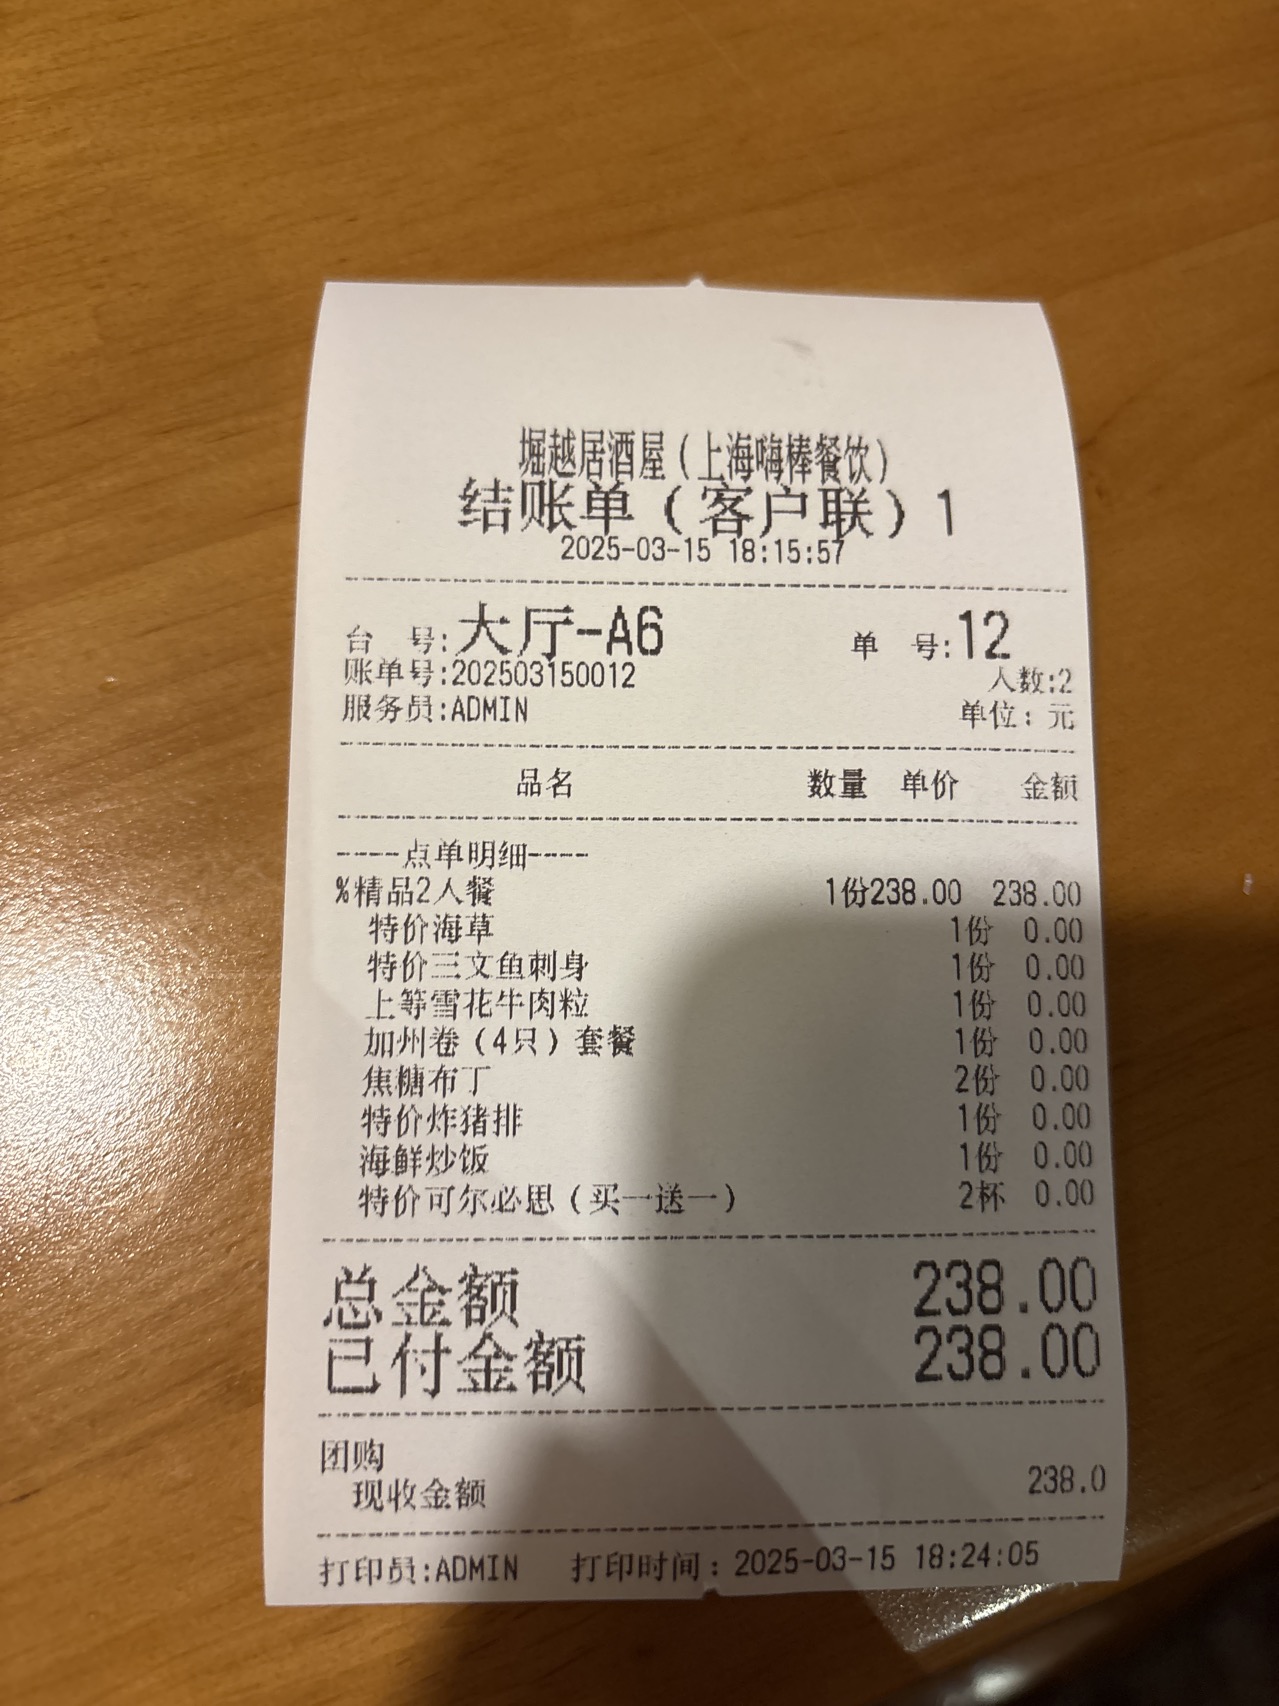 堀越居酒屋（上海嗨棒餐饮）
结账单（客户联）1
2025-03-15 18:15:57
台 号:大厅-A6 单 号:12
账单号:202503150012 人数:2
服务员:ADMIN 单位：元
品名 数量 单价 金额
----点单明细----
%精品2人餐 1份238.00 238.00
特价海草 1份 0.00
特价三文鱼刺身 1份 0.00
上等雪花牛肉粒 1份 0.00
加州卷（4只）套餐 1份 0.00
焦糖布丁 2份 0.00
特价炸猪排 1份 0.00
海鲜炒饭 1份 0.00
特价可尔必思（买一送一） 2杯 0.00
总金额 238.00
已付金额 238.00
团购
现收金额 238.0
打印员:ADMIN 打印时间：2025-03-15 18:24:05